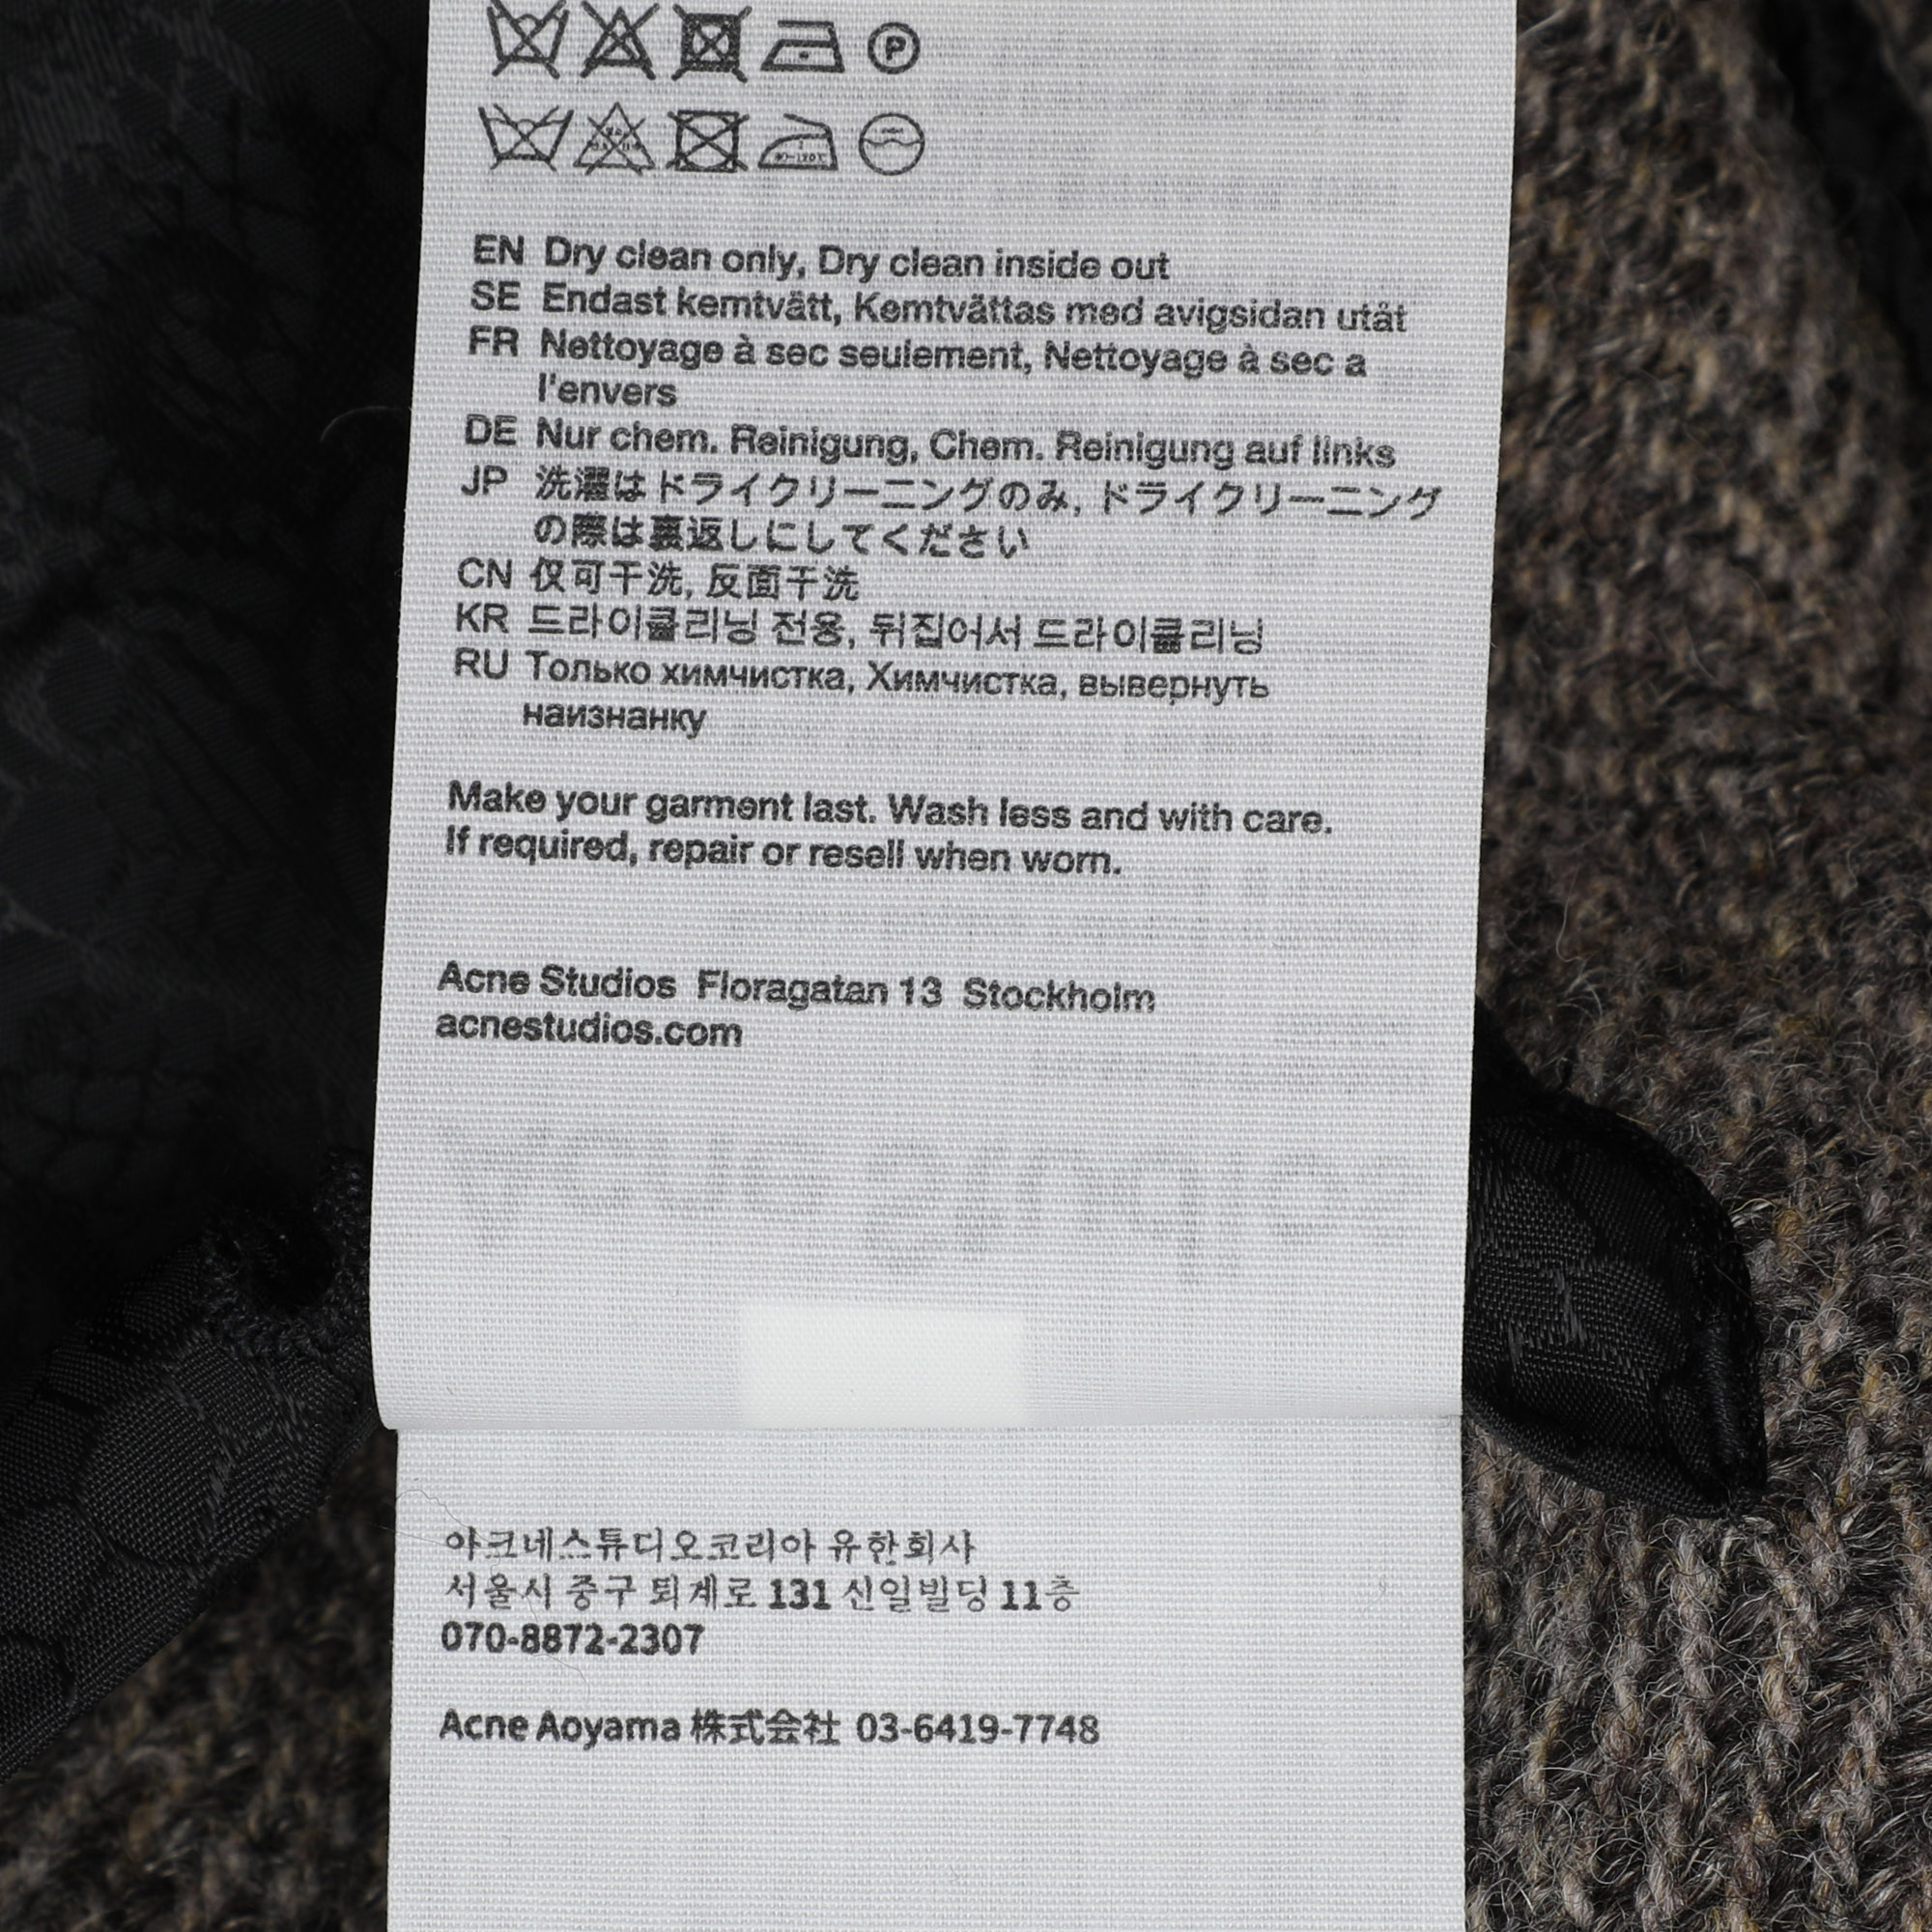 P
EN Dry clean only, Dry clean inside out
SE Endast kemtvätt, Kemtvättas med avigsidan utåt
FR Nettoyage à sec seulement, Nettoyage à sec a
l'envers
DE Nur chem. Reinigung, Chem. Reinigung auf links
JP 洗濯はドライクリーニングのみ, ドライクリーニング
の際は裏返しにしてください
CN 仅可干洗, 反面干洗
KR 드라이클리닝 전용, 뒤집어서 드라이클리닝
RU Только химчистка, Химчистка, вывернуть
наизнанку
Make your garment last. Wash less and with care.
If required, repair or resell when worn.
Acne Studios Floragatan 13 Stockholm
acnestudios.com
아크네스튜디오코리아 유한회사
서울시 중구 퇴계로 131 신일빌딩 11층
070-8872-2307
Acne Aoyama 株式会社 03-6419-7748